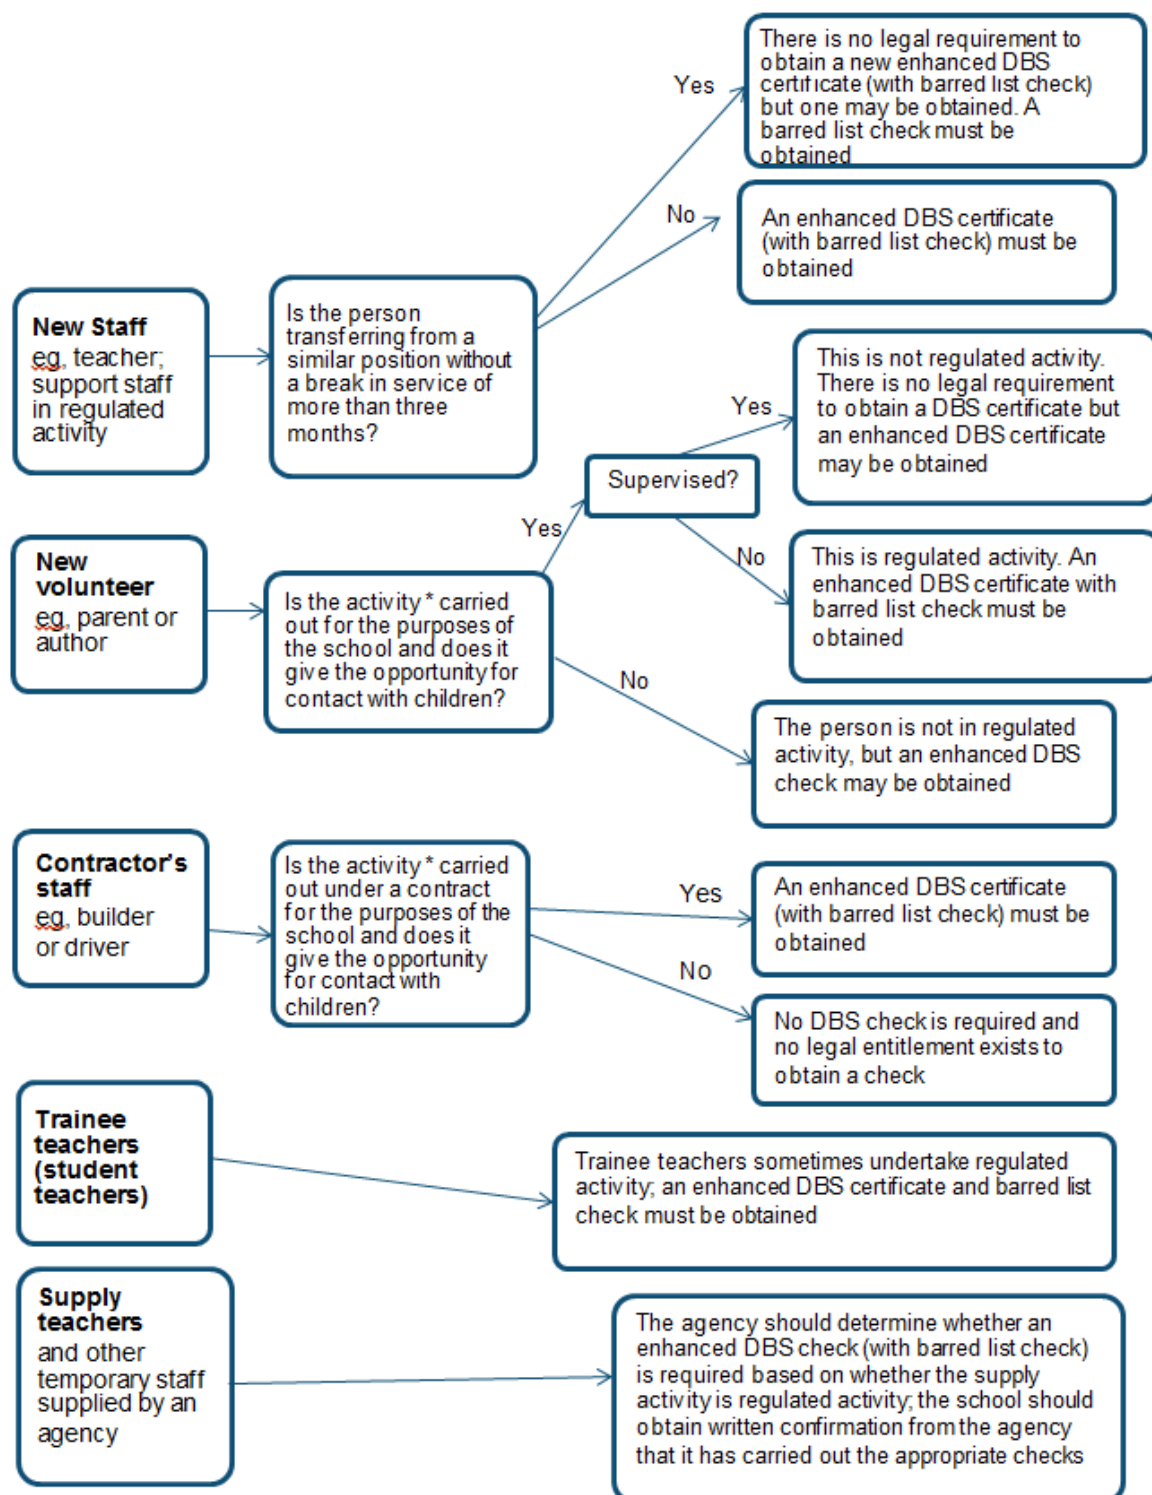 There is no legal requirement to
obtain a new enhanced DBS
certificate (with barred list check)
but one may be obtained. A
barred list check must be
obtained
Yes
No
An enhanced DBS certificate
(with barred list check) must be
obtained
New Staff
eg, teacher;
support staff
in regulated
activity
Is the person
transferring from a
similar position without
a break in service of
more than three
months?
This is not regulated activity.
There is no legal requirement
to obtain a DBS certificate but
an enhanced DBS certificate
may be obtained
Yes
Supervised?
Yes
No
This is regulated activity. An
enhanced DBS certificate with
barred list check must be
obtained
New
volunteer
eg, parent or
author
Is the activity * carried
out for the purposes of
the school and does it
give the opportunity for
contact with children?
No
The person is not in regulated
activity, but an enhanced DBS
check may be obtained
Contractor's
staff
eg, builder
or driver
Is the activity * carried
out under a contract
for the purposes of the
school and does it
give the opportunity
for contact with
children?
Yes
An enhanced DBS certificate
(with barred list check) must be
obtained
No
No DBS check is required and
no legal entitlement exists to
obtain a check
Trainee
teachers
(student
teachers)
Trainee teachers sometimes undertake regulated
activity; an enhanced DBS certificate and barred list
check must be obtained
Supply
teachers
and other
temporary staff
supplied by an
agency
The agency should determine whether an
enhanced DBS check (with barred list check)
is required based on whether the supply
activity is regulated activity; the school should
obtain written confirmation from the agency
that it has carried out the appropriate checks